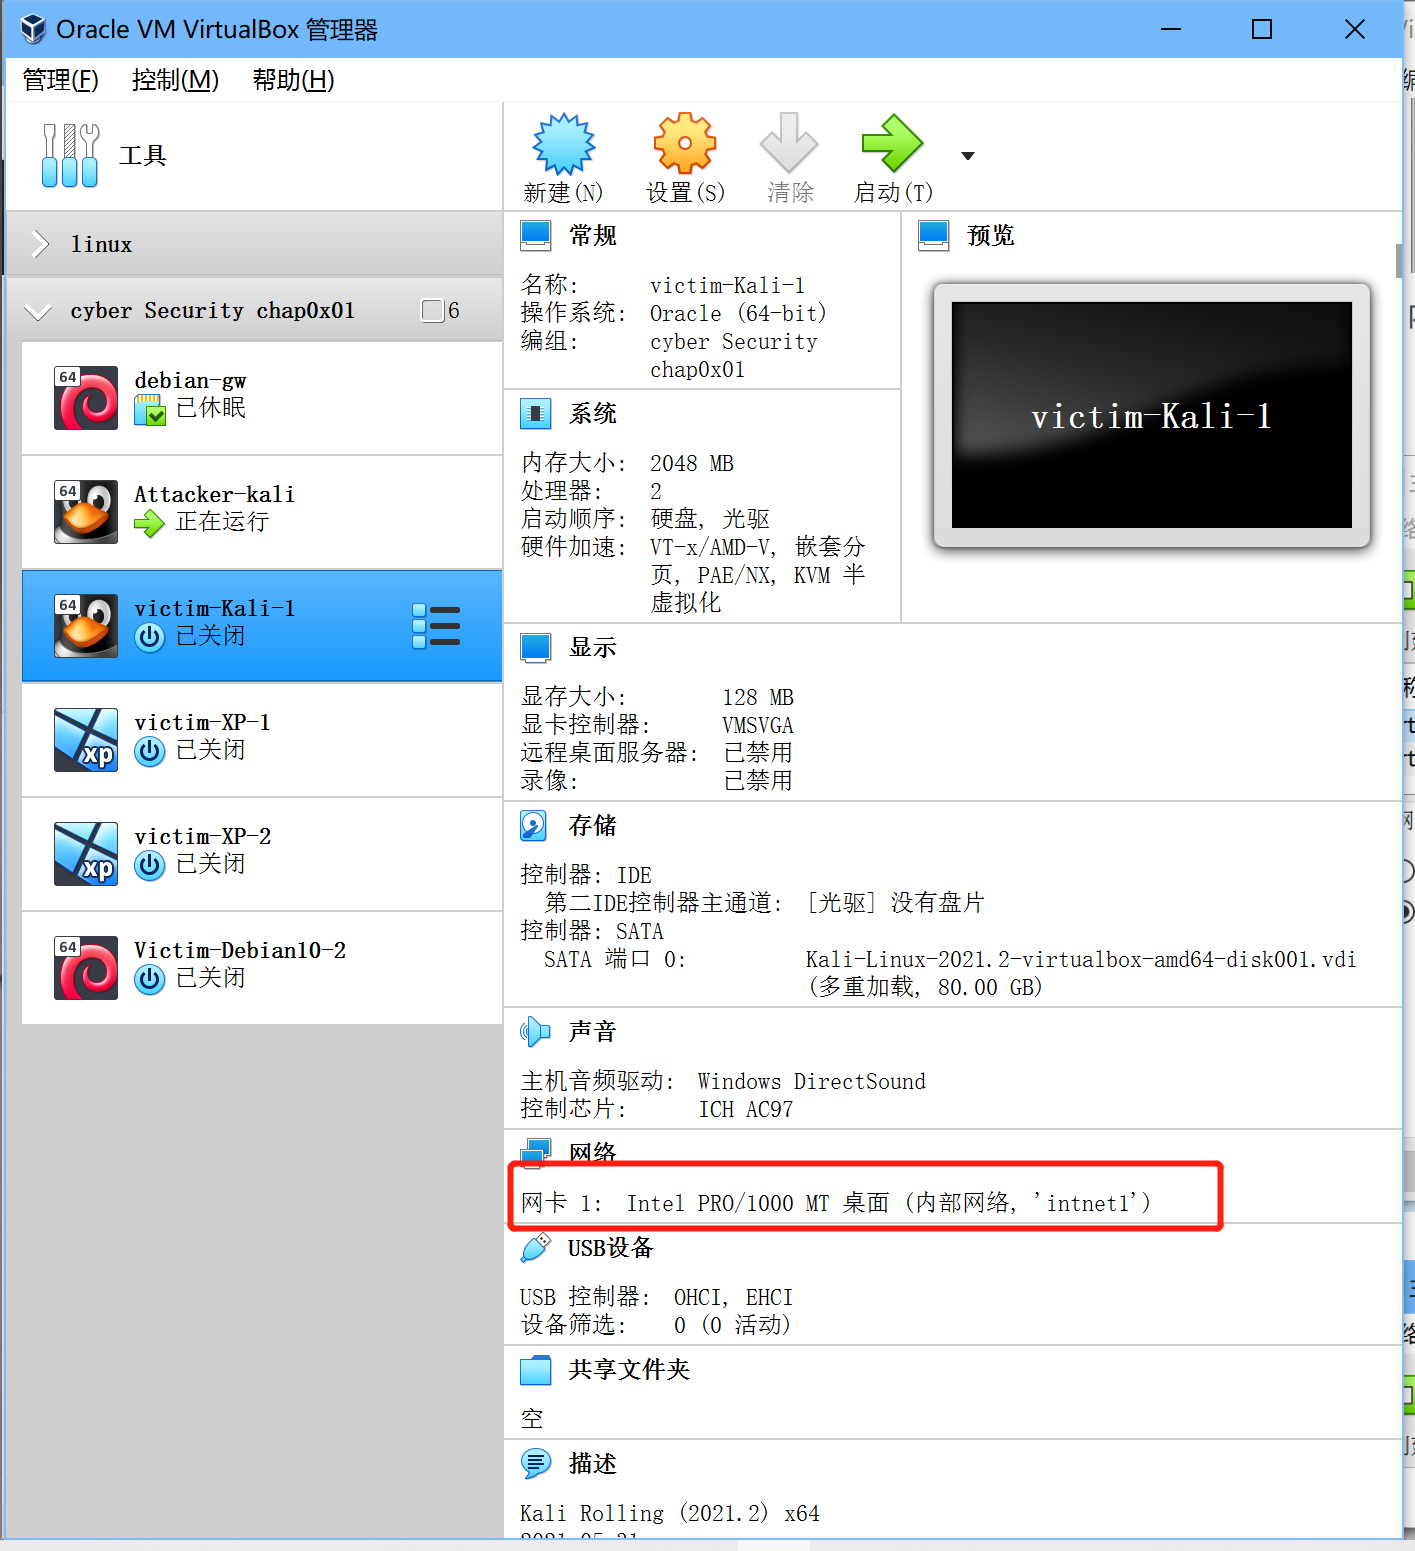 Oracle VM VirtualBox 管理器
管理(F) 控制(M) 帮助(H)
工具
新建(N) 设置(S) 清除 启动(T)
linux
cyber Security chap0x01 6
64
debian-gw
已休眠
64
Attacker-kali
正在运行
64
victim-Kali-1
已关闭
xp
victim-XP-1
已关闭
xp
victim-XP-2
已关闭
64
Victim-Debian10-2
已关闭
常规
名称: victim-Kali-1
操作系统: Oracle (64-bit)
编组: cyber Security
chap0x01
预览
victim-Kali-1
系统
内存大小: 2048 MB
处理器: 2
启动顺序: 硬盘, 光驱
硬件加速: VT-x/AMD-V, 嵌套分
页, PAE/NX, KVM 半
虚拟化
显示
显存大小: 128 MB
显卡控制器: VMSVGA
远程桌面服务器: 已禁用
录像: 已禁用
存储
控制器: IDE
第二IDE控制器主通道: [光驱] 没有盘片
控制器: SATA
SATA 端口 0: Kali-Linux-2021.2-virtualbox-amd64-disk001.vdi
(多重加载, 80.00 GB)
声音
主机音频驱动: Windows DirectSound
控制芯片: ICH AC97
网络
网卡 1: Intel PRO/1000 MT 桌面 (内部网络, 'intnet1')
USB设备
USB 控制器: OHCI, EHCI
设备筛选: 0 (0 活动)
共享文件夹
空
描述
Kali Rolling (2021.2) x64